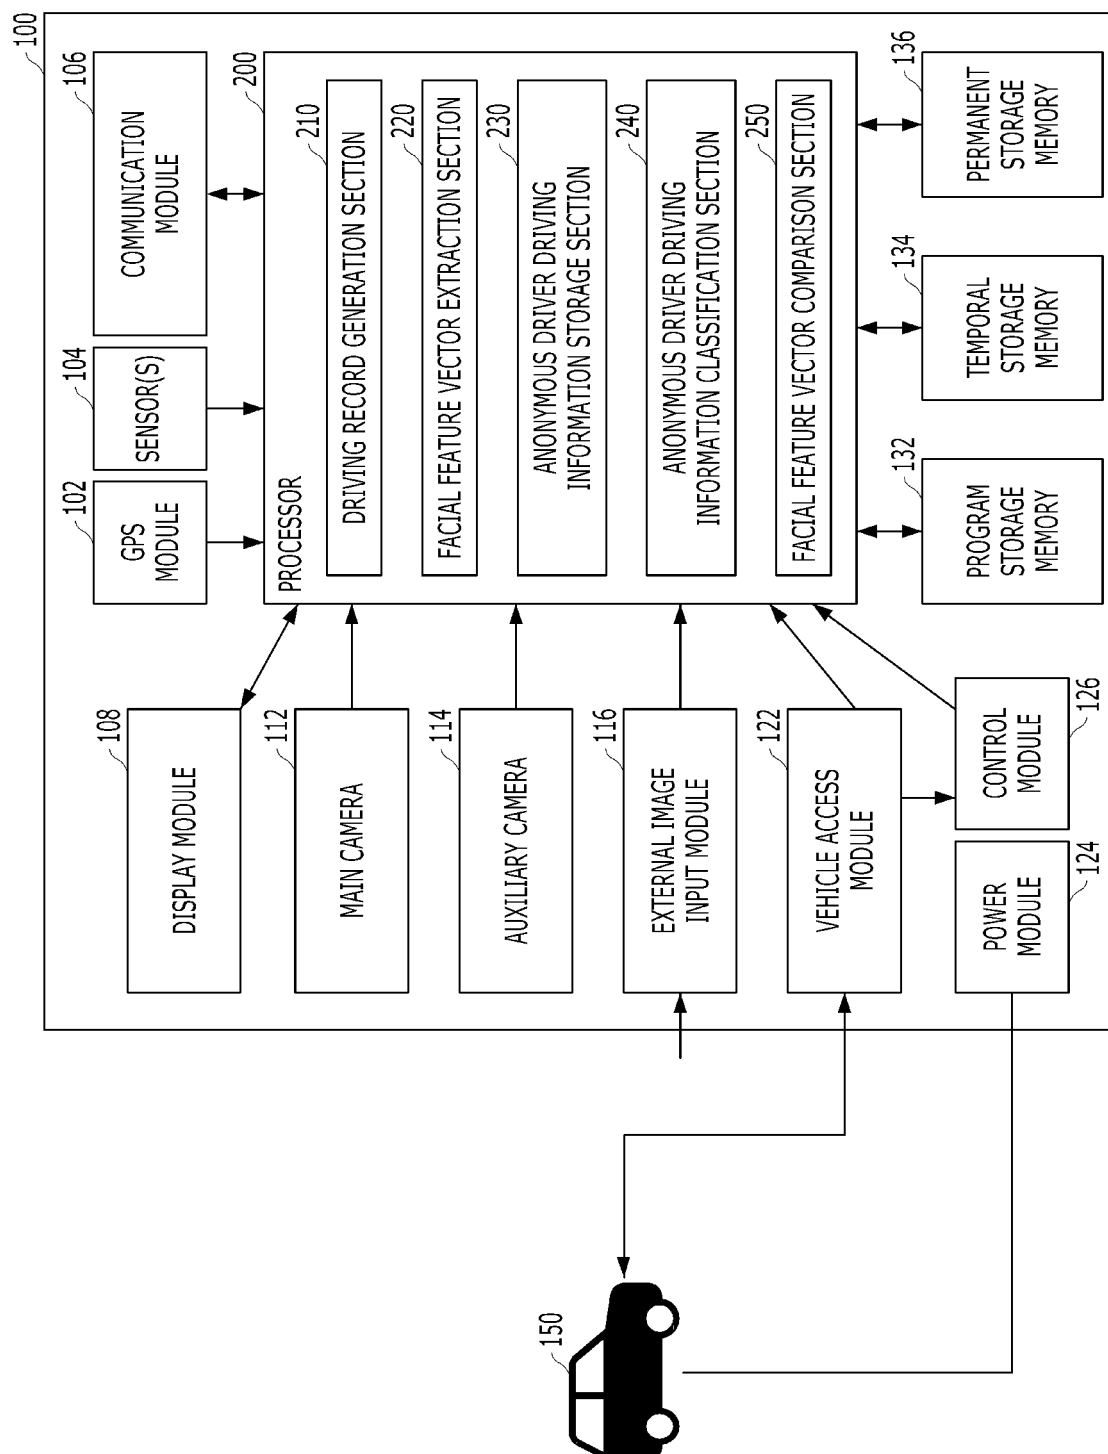 100
102
GPS
MODULE
104
SENSOR(S)
106
COMMUNICATION
MODULE
108
DISPLAY MODULE
112
MAIN CAMERA
114
AUXILIARY CAMERA
116
EXTERNAL IMAGE
INPUT MODULE
122
VEHICLE ACCESS
MODULE
124
POWER
MODULE
126
CONTROL
MODULE
200
PROCESSOR
210
DRIVING RECORD GENERATION SECTION
220
FACIAL FEATURE VECTOR EXTRACTION SECTION
230
ANONYMOUS DRIVER DRIVING
INFORMATION STORAGE SECTION
240
ANONYMOUS DRIVER DRIVING
INFORMATION CLASSIFICATION SECTION
250
FACIAL FEATURE VECTOR COMPARISON SECTION
132
PROGRAM
STORAGE
MEMORY
134
TEMPORAL
STORAGE
MEMORY
136
PERMANENT
STORAGE
MEMORY
150